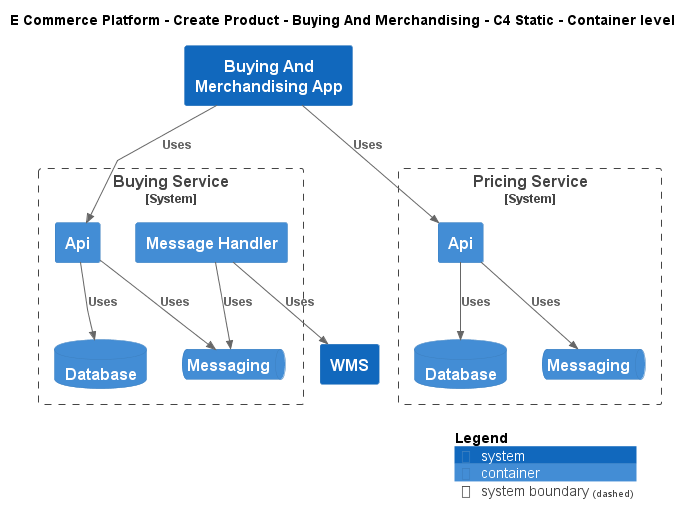 E Commerce Platform - Create Product - Buying And Merchandising - C4 Static - Container level
Buying And
Merchandising App
Uses
Uses
Buying Service
[System]
Pricing Service
[System]
Api
Message Handler
Api
Uses
Uses
Uses
Uses
Uses
Uses
Database
Messaging
WMS
Database
Messaging
Legend
system
container
system boundary (dashed)